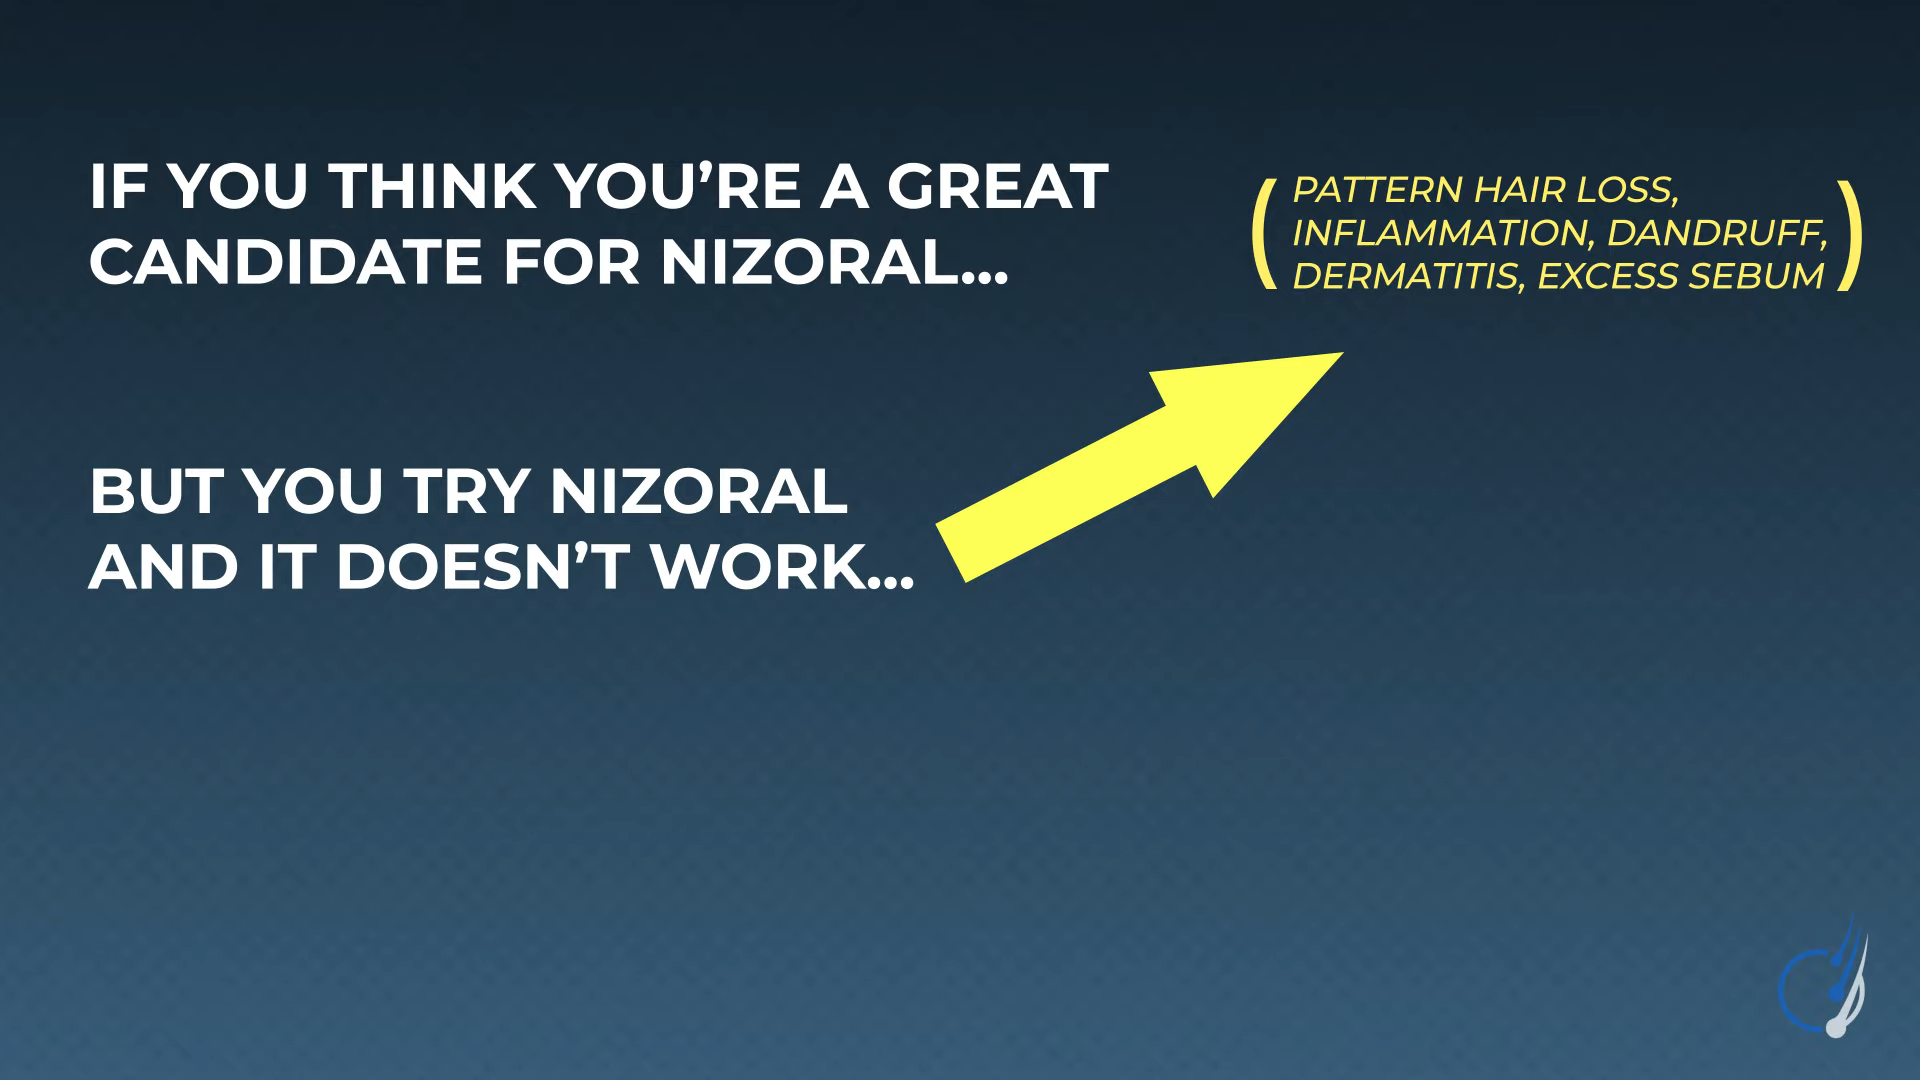 IF YOU THINK YOU’RE A GREAT
CANDIDATE FOR NIZORAL...
(PATTERN HAIR LOSS,
INFLAMMATION, DANDRUFF,
DERMATITIS, EXCESS SEBUM)
BUT YOU TRY NIZORAL
AND IT DOESN’T WORK...